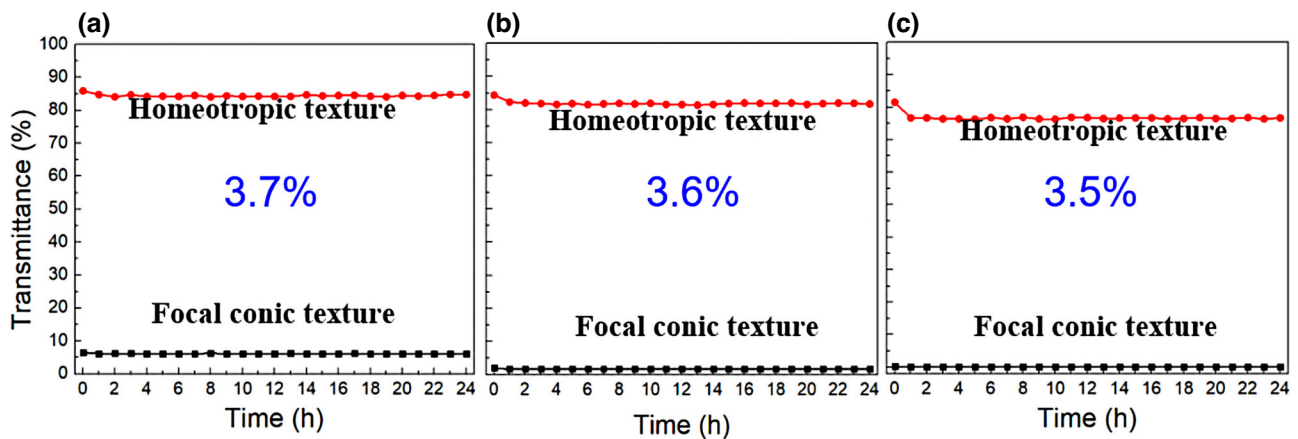 (a)
(b)
(c)
100
90
80
70
60
50
40
30
20
10
0
Transmittance (%)
Homeotropic texture
3.7%
Focal conic texture
0 2 4 6 8 10 12 14 16 18 20 22 24
Time (h)
Homeotropic texture
3.6%
Focal conic texture
0 2 4 6 8 10 12 14 16 18 20 22 24
Time (h)
Homeotropic texture
3.5%
Focal conic texture
0 2 4 6 8 10 12 14 16 18 20 22 24
Time (h)